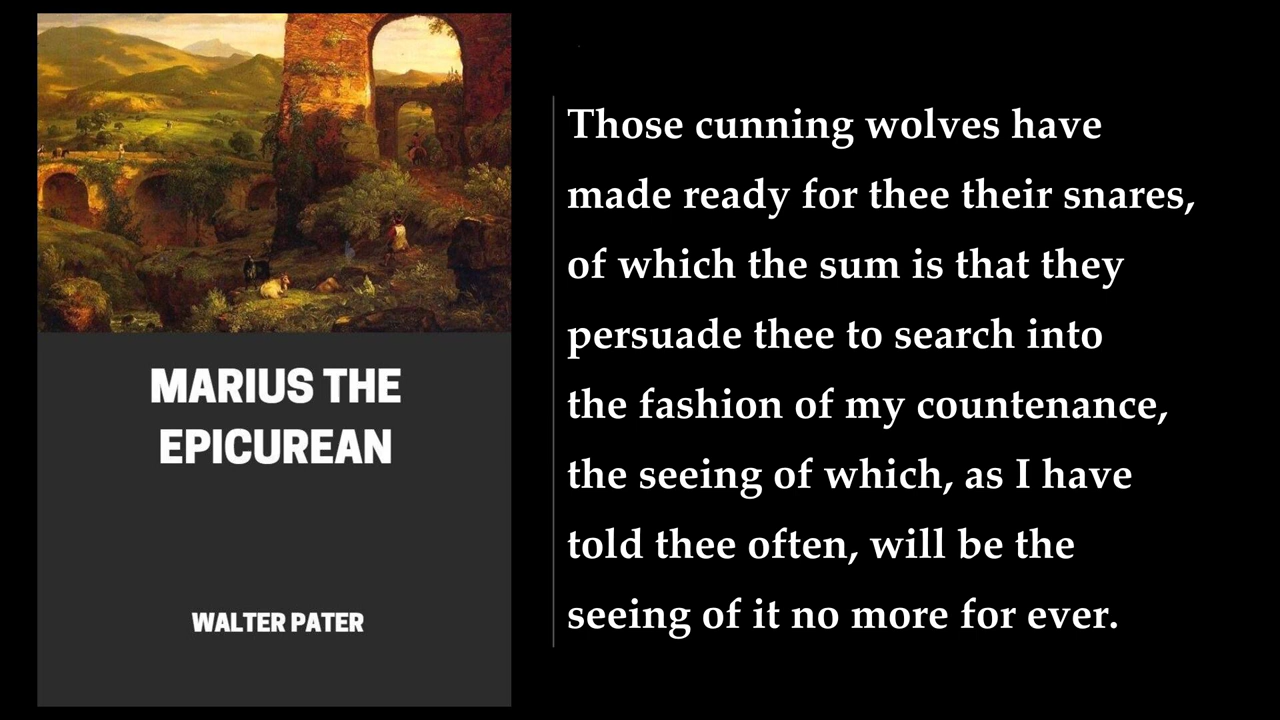 MARIUS THE
EPICUREAN
WALTER PATER
Those cunning wolves have
made ready for thee their snares,
of which the sum is that they
persuade thee to search into
the fashion of my countenance,
the seeing of which, as I have
told thee often, will be the
seeing of it no more for ever.